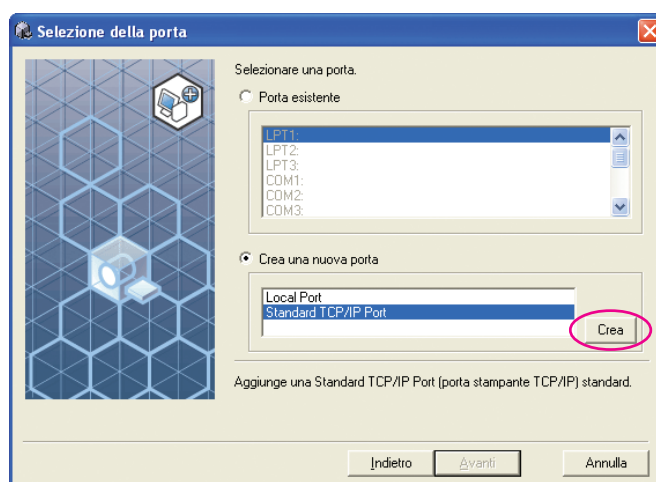 Selezione della porta
Selezionare una porta.
Porta esistente
LPT1:
LPT2:
LPT3:
COM1:
COM2:
COM3:
Crea una nuova porta
Local Port
Standard TCP/IP Port
Crea
Aggiunge una Standard TCP/IP Port (porta stampante TCP/IP) standard.
Indietro
Avanti
Annulla